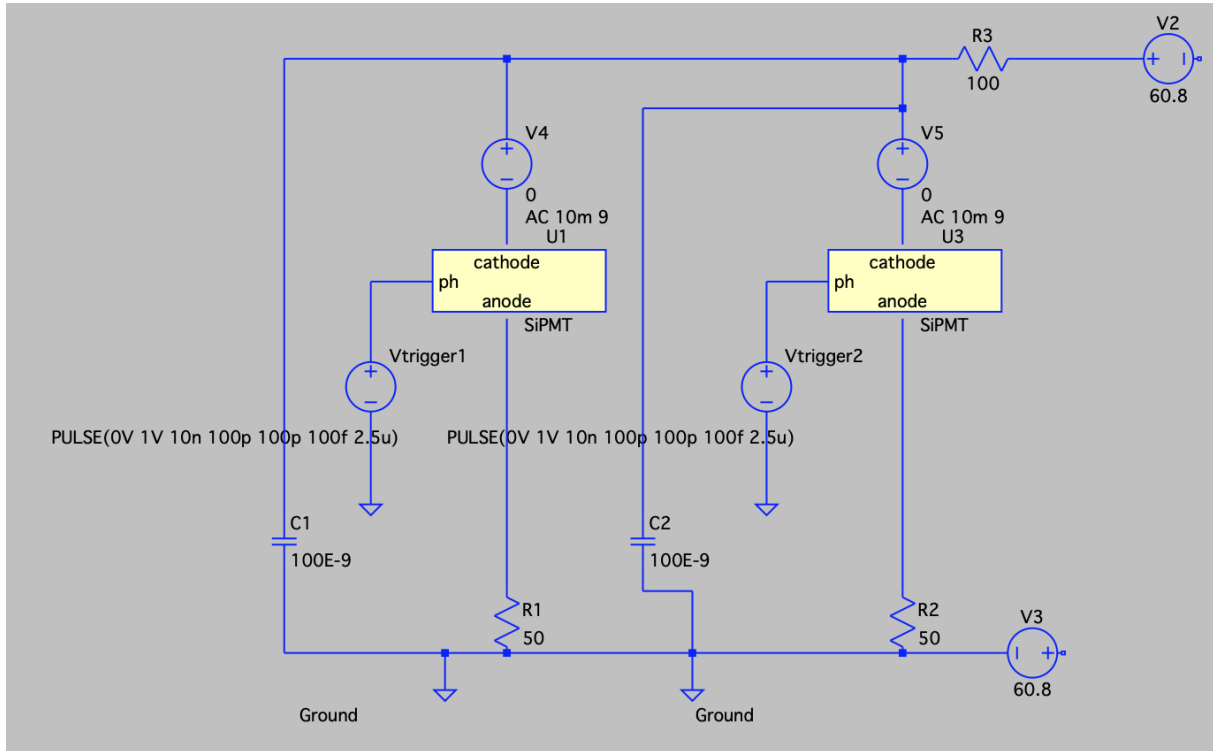 V2
R3
+
100
60.8
V4
+
0
AC 10m 9
U1
V5
+
0
AC 10m 9
U3
cathode
ph
anode
SiPMT
cathode
ph
anode
SiPMT
Vtrigger1
+
Vtrigger2
+
PULSE(0V 1V 10n 100p 100p 100f 2.5u)
PULSE(0V 1V 10n 100p 100p 100f 2.5u)
C1
100E-9
C2
100E-9
R1
50
R2
50
V3
+
60.8
Ground
Ground